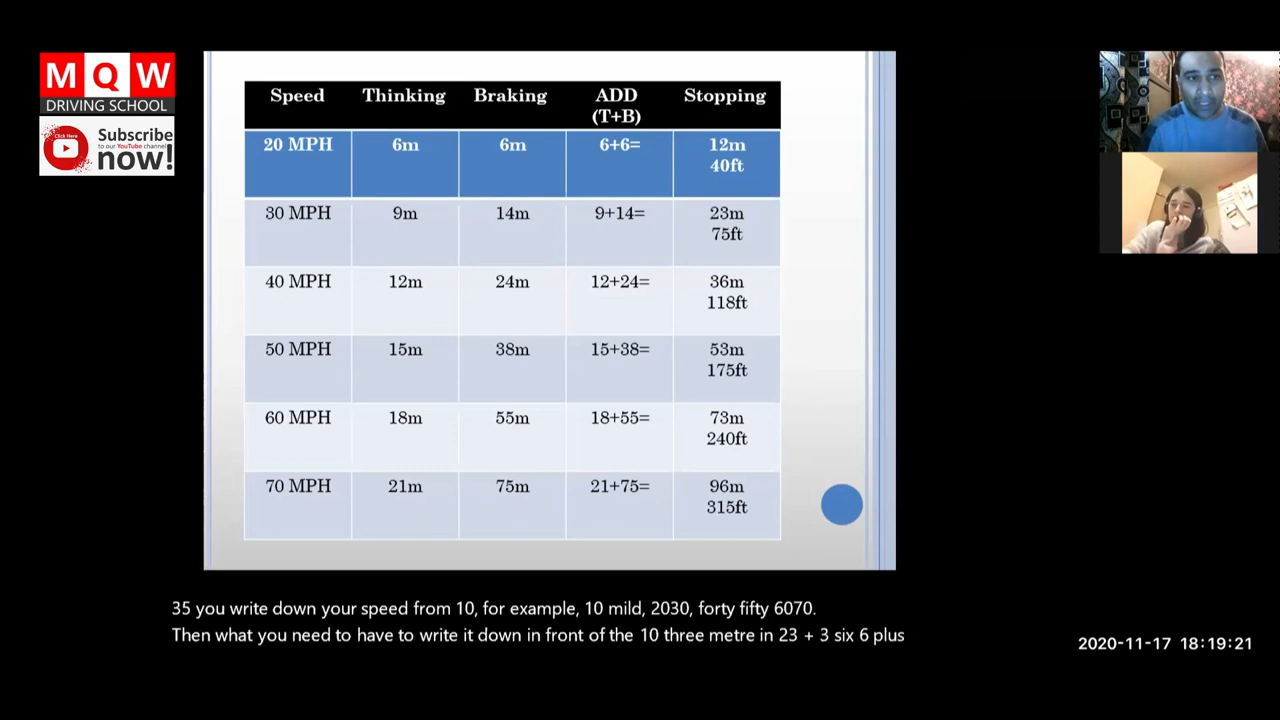 M Q W
DRIVING SCHOOL
Click Here
Subscribe
to our YouTube channel
now!
Speed Thinking Braking ADD (T+B) Stopping
20 MPH 6m 6m 6+6= 12m 40ft
30 MPH 9m 14m 9+14= 23m 75ft
40 MPH 12m 24m 12+24= 36m 118ft
50 MPH 15m 38m 15+38= 53m 175ft
60 MPH 18m 55m 18+55= 73m 240ft
70 MPH 21m 75m 21+75= 96m 315ft
35 you write down your speed from 10, for example, 10 mild, 2030, forty fifty 6070.
Then what you need to have to write it down in front of the 10 three metre in 23 + 3 six 6 plus
2020-11-17 18:19:21